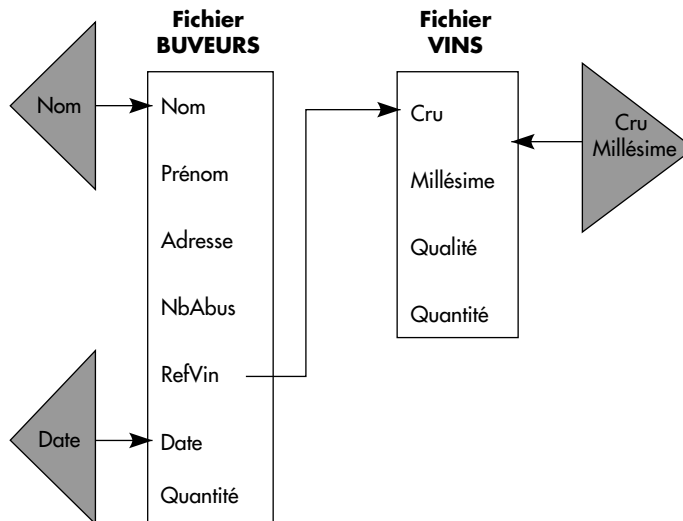 Fichier
BUVEURS
Fichier
VINS
Nom
Nom
Prénom
Adresse
NbAbus
RefVin
Date
Date
Quantité
Cru
Millésime
Qualité
Quantité
Cru
Millésime